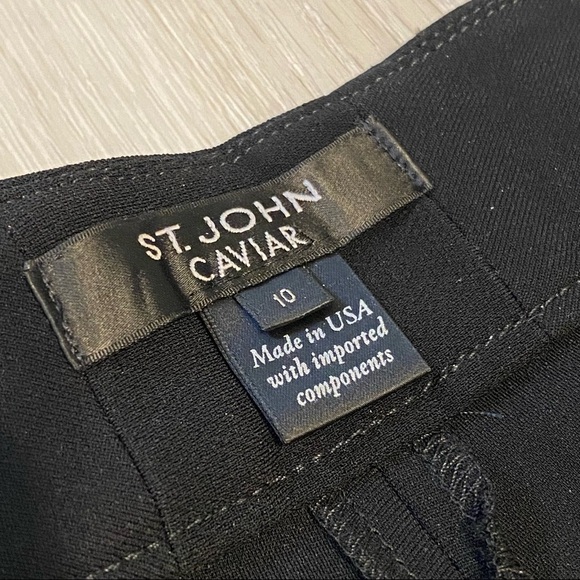 ST. JOHN
CAVIAR
10
Made in USA
with imported
components